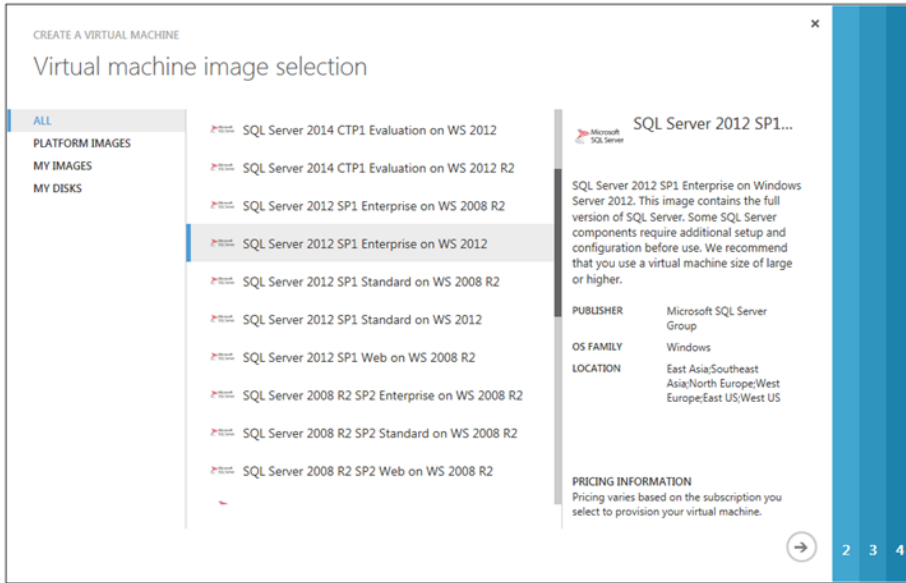 CREATE A VIRTUAL MACHINE
Virtual machine image selection
ALL
PLATFORM IMAGES
MY IMAGES
MY DISKS
SQL Server 2014 CTP1 Evaluation on WS 2012
SQL Server 2014 CTP1 Evaluation on WS 2012 R2
SQL Server 2012 SP1 Enterprise on WS 2008 R2
SQL Server 2012 SP1 Enterprise on WS 2012
SQL Server 2012 SP1 Standard on WS 2008 R2
SQL Server 2012 SP1 Standard on WS 2012
SQL Server 2012 SP1 Web on WS 2008 R2
SQL Server 2008 R2 SP2 Enterprise on WS 2008 R2
SQL Server 2008 R2 SP2 Standard on WS 2008 R2
SQL Server 2008 R2 SP2 Web on WS 2008 R2
Microsoft
SQL Server
SQL Server 2012 SP1...
SQL Server 2012 SP1 Enterprise on Windows
Server 2012. This image contains the full
version of SQL Server. Some SQL Server
components require additional setup and
configuration before use. We recommend
that you use a virtual machine size of large
or higher.
PUBLISHER Microsoft SQL Server
Group
OS FAMILY Windows
LOCATION East Asia;Southeast
Asia;North Europe;West
Europe;East US;West US
PRICING INFORMATION
Pricing varies based on the subscription you
select to provision your virtual machine.
2 3 4